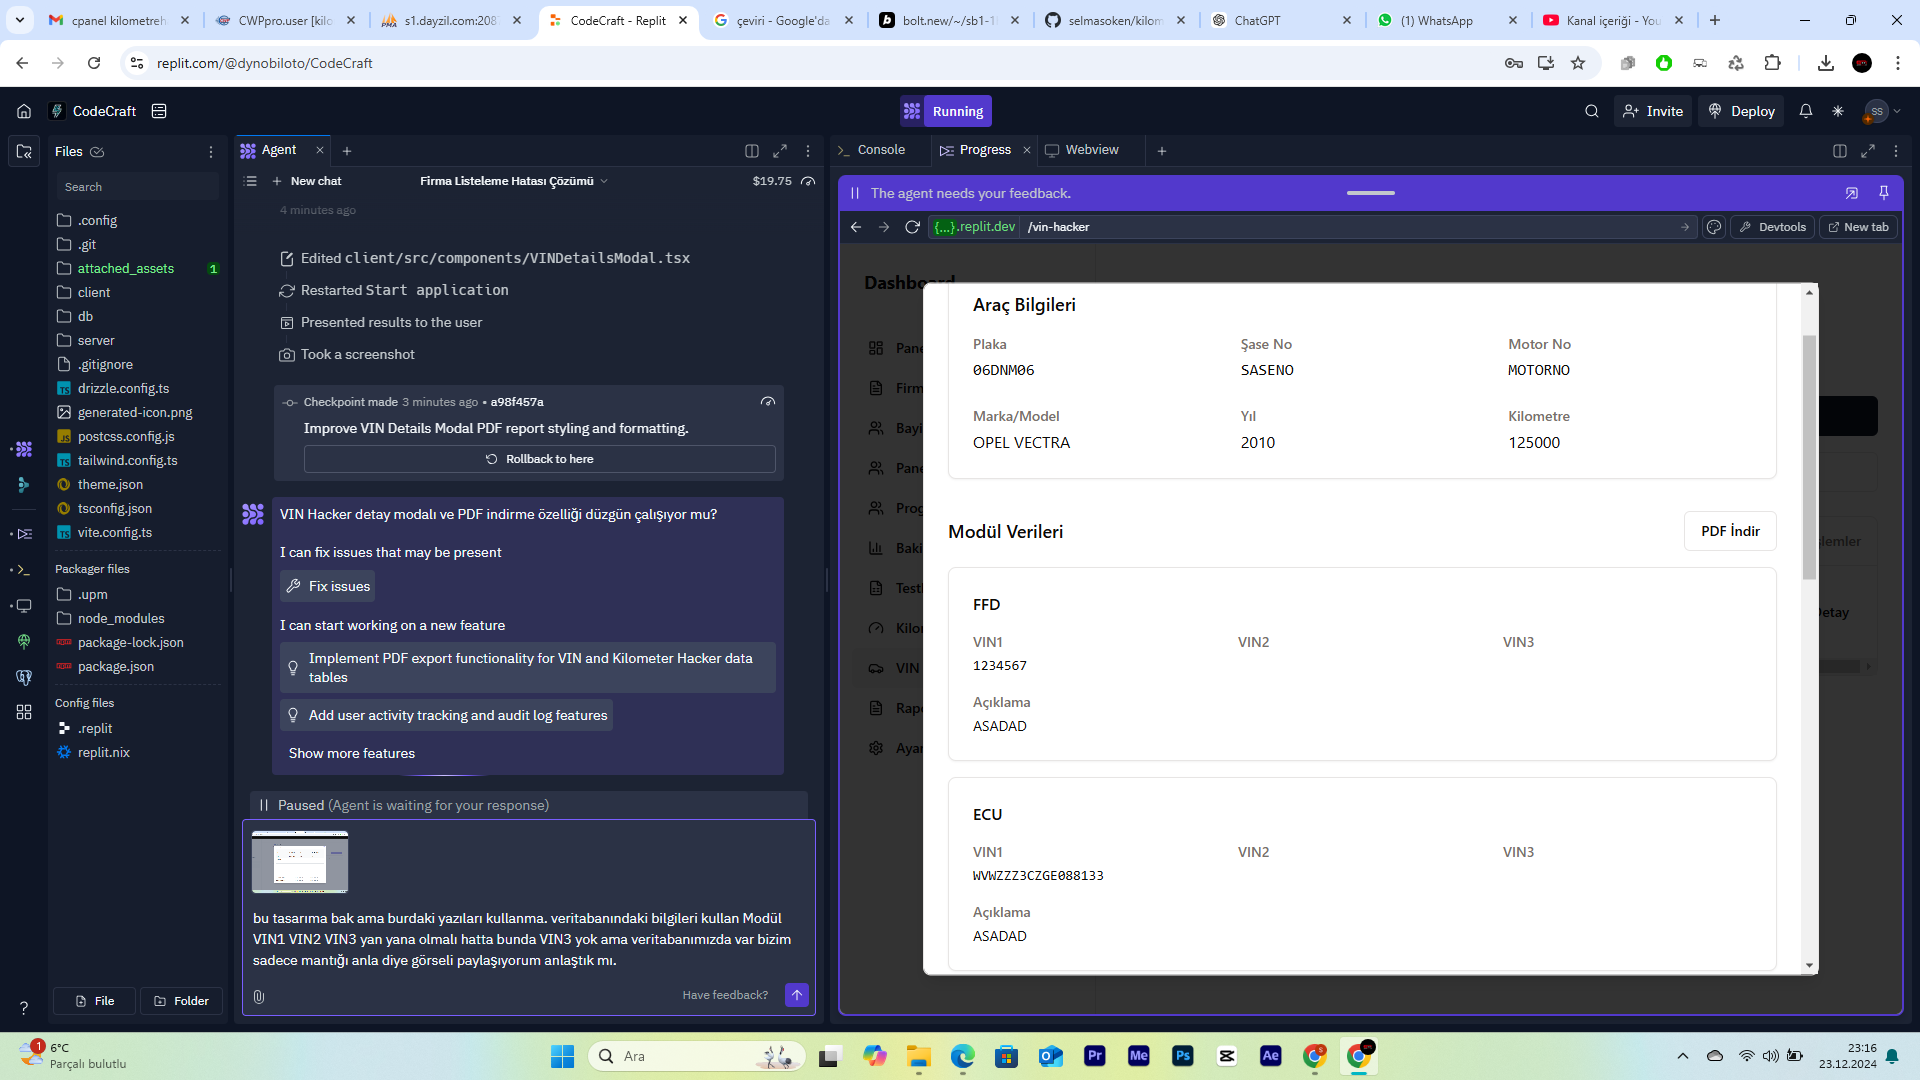 cpanel kilometreh
CWPpro.user [kilo
s1.dayzil.com:208
CodeCraft - Replit
çeviri - Google'da
bolt.new/~/sb1-1
selmasoken/kilom
ChatGPT
(1) WhatsApp
Kanal içeriği - You
replit.com/@dynobiloto/CodeCraft
CodeCraft
Running
Invite
Deploy
SS
Files
Search
.config
.git
attached_assets
1
client
db
server
.gitignore
drizzle.config.ts
generated-icon.png
postcss.config.js
tailwind.config.ts
theme.json
tsconfig.json
vite.config.ts
Packager files
.upm
node_modules
package-lock.json
package.json
Config files
.replit
replit.nix
File
Folder
Agent
New chat
Firma Listeleme Hatası Çözümü
$19.75
4 minutes ago
Edited client/src/components/VINDetailsModal.tsx
Restarted Start application
Presented results to the user
Took a screenshot
Checkpoint made 3 minutes ago • a98f457a
Improve VIN Details Modal PDF report styling and formatting.
Rollback to here
VIN Hacker detay modalı ve PDF indirme özelliği düzgün çalışıyor mu?
I can fix issues that may be present
Fix issues
I can start working on a new feature
Implement PDF export functionality for VIN and Kilometer Hacker data
tables
Add user activity tracking and audit log features
Show more features
Paused (Agent is waiting for your response)
bu tasarıma bak ama burdaki yazıları kullanma. veritabanındaki bilgileri kullan Modül
VIN1 VIN2 VIN3 yan yana olmalı hatta bunda VIN3 yok ama veritabanımızda var bizim
sadece mantığı anla diye görseli paylaşıyorum anlaştık mı.
Have feedback?
Console
Progress
Webview
The agent needs your feedback.
{...}.replit.dev
/vin-hacker
Devtools
New tab
Dashboard
Pane
Firm
Bayi
Pane
Prog
Baki
Testl
Kilo
VIN
Rapo
Ayar
şlemler
Detay
Araç Bilgileri
Plaka
Şase No
Motor No
06DNM06
SASENO
MOTORNO
Marka/Model
Yıl
Kilometre
OPEL VECTRA
2010
125000
Modül Verileri
PDF İndir
FFD
VIN1
VIN2
VIN3
1234567
Açıklama
ASADAD
ECU
VIN1
VIN2
VIN3
WVWZZZ3CZGE088133
Açıklama
ASADAD
1
6°C
Parçalı bulutlu
Ara
Pr
Me
Ps
Ae
23:16
23.12.2024